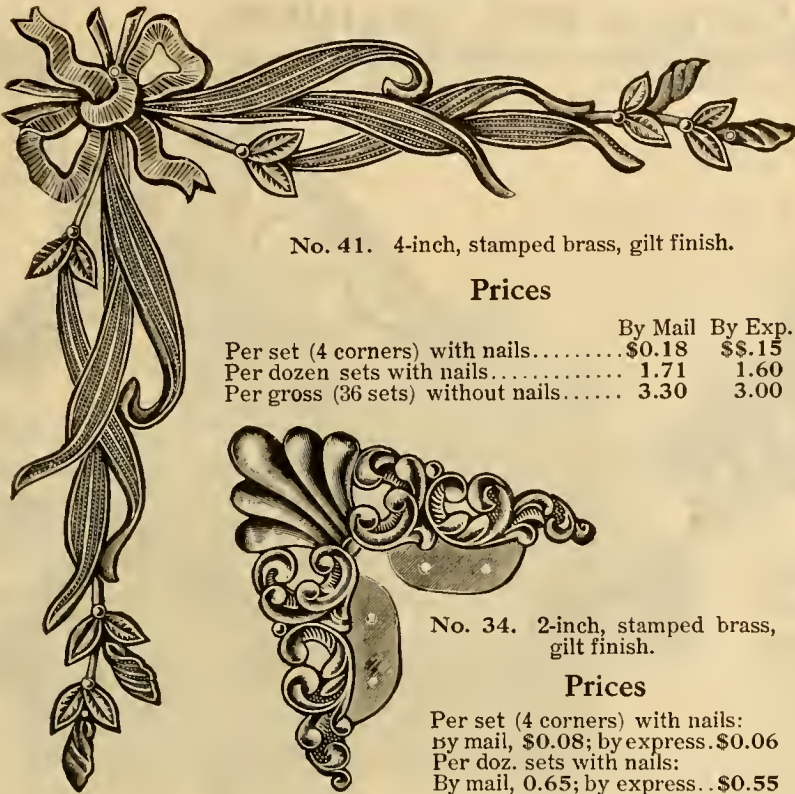 No. 41. 4-inch, stamped brass, gilt finish.
Prices
By Mail By Exp.
Per set (4 corners) with nails......... $0.18 $$.15
Per dozen sets with nails............. 1.71 1.60
Per gross (36 sets) without nails...... 3.30 3.00
No. 34. 2-inch, stamped brass,
gilt finish.
Prices
Per set (4 corners) with nails:
By mail, $0.08; by express. $0.06
Per doz. sets with nails:
By mail, 0.65; by express.. $0.55